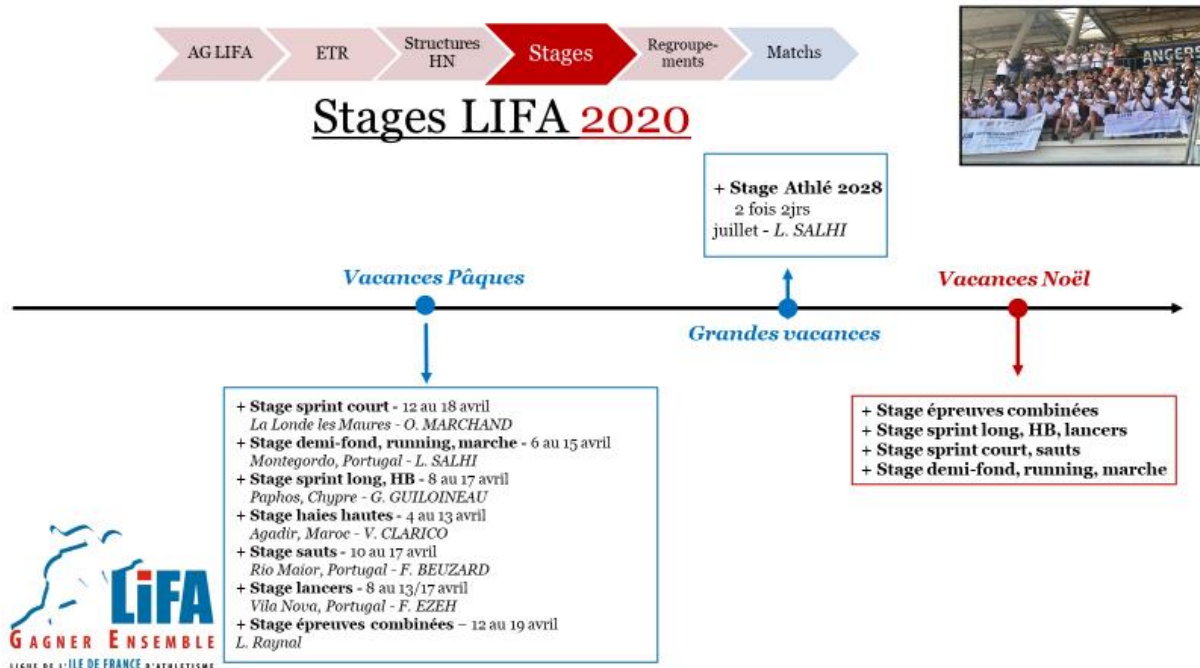 AG LIFA
ETR
Structures
HN
Stages
Regroupe-
ments
Matchs
ANGERS
Stages LIFA 2020
+ Stage Athlé 2028
2 fois 2jrs
juillet - L. SALHI
Vacances Pâques
Vacances Noël
Grandes vacances
+ Stage sprint court - 12 au 18 avril
La Londe les Maures - O. MARCHAND
+ Stage demi-fond, running, marche - 6 au 15 avril
Montegordo, Portugal - L. SALHI
+ Stage sprint long, HB - 8 au 17 avril
Paphos, Chypre - G. GUILOINEAU
+ Stage haies hautes - 4 au 13 avril
Agadir, Maroc - V. CLARICO
+ Stage sauts - 10 au 17 avril
Rio Maior, Portugal - F. BEUZARD
+ Stage lancers - 8 au 13/17 avril
Vila Nova, Portugal - F. EZEH
+ Stage épreuves combinées – 12 au 19 avril
L. Raynal
+ Stage épreuves combinées
+ Stage sprint long, HB, lancers
+ Stage sprint court, sauts
+ Stage demi-fond, running, marche
LiFA
GAGNER ENSEMBLE
LIGUE DE L'ILE DE FRANCE D'ATHLETISME